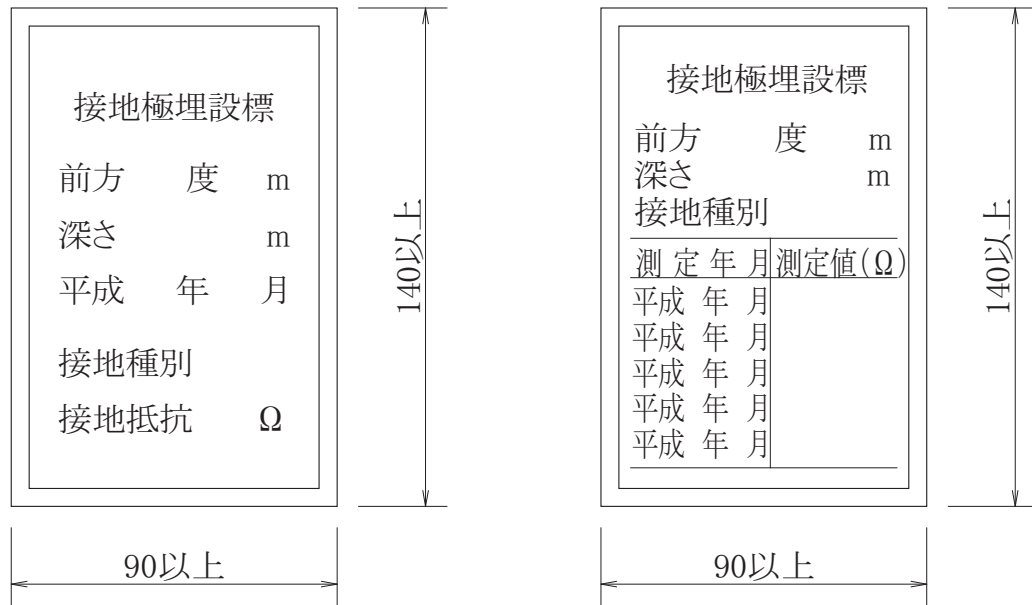 接地極埋設標
前方 度 m
深さ m
平成 年 月
接地種別
接地抵抗 Ω
140以上
90以上
接地極埋設標
前方 度 m
深さ m
接地種別
測定年月 測定値(Ω)
平成 年 月
平成 年 月
平成 年 月
平成 年 月
平成 年 月
140以上
90以上